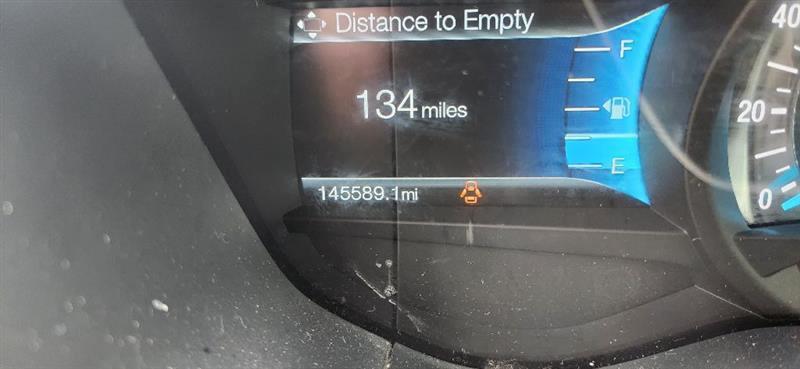 Distance to Empty
F
134 miles
E
145589.1mi
40
20
0